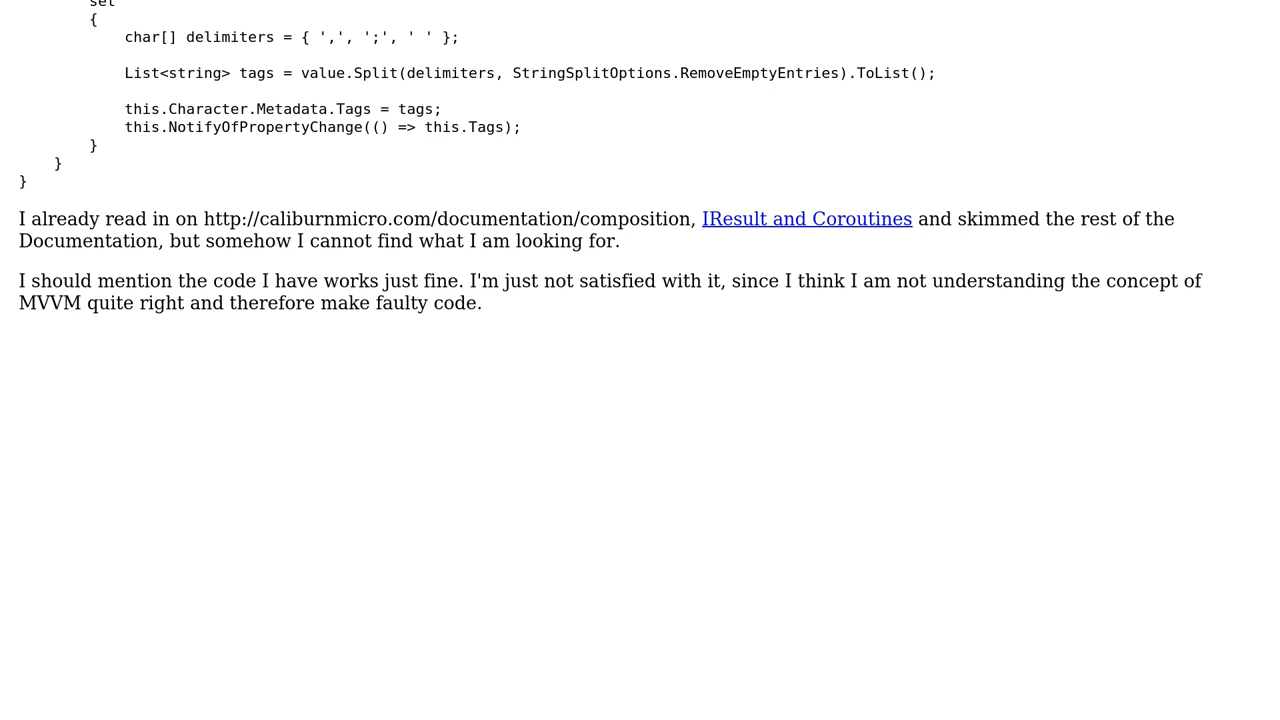 set
{
char[] delimiters = { ',', ';', ' ' };
List<string> tags = value.Split(delimiters, StringSplitOptions.RemoveEmptyEntries).ToList();
this.Character.Metadata.Tags = tags;
this.NotifyOfPropertyChange(() => this.Tags);
}
}
}
I already read in on http://caliburnmicro.com/documentation/composition, IResult and Coroutines and skimmed the rest of the
Documentation, but somehow I cannot find what I am looking for.
I should mention the code I have works just fine. I'm just not satisfied with it, since I think I am not understanding the concept of
MVVM quite right and therefore make faulty code.